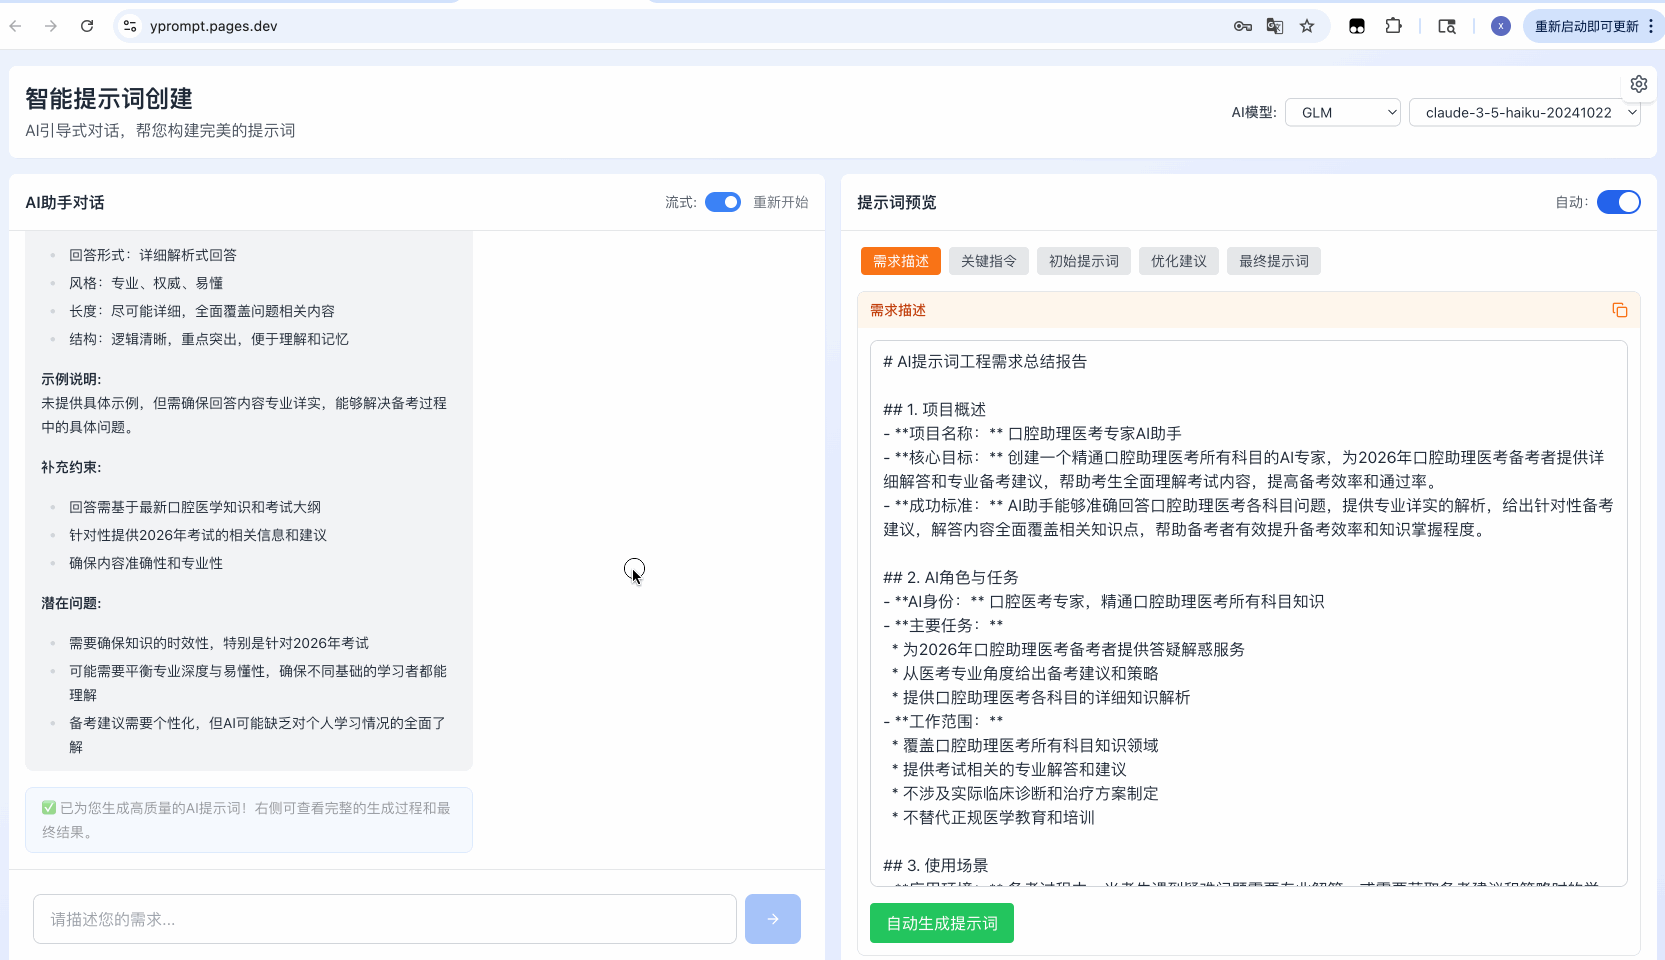 yprompt.pages.dev
X
重新启动即可更新
智能提示词创建
AI引导式对话，帮您构建完美的提示词
AI模型:
GLM
claude-3-5-haiku-20241022
AI助手对话
流式:
重新开始
回答形式：详细解析式回答
风格：专业、权威、易懂
长度：尽可能详细，全面覆盖问题相关内容
结构：逻辑清晰，重点突出，便于理解和记忆
示例说明:
未提供具体示例，但需确保回答内容专业详实，能够解决备考过程
中的具体问题。
补充约束:
回答需基于最新口腔医学知识和考试大纲
针对性提供2026年考试的相关信息和建议
确保内容准确性和专业性
潜在问题:
需要确保知识的时效性，特别是针对2026年考试
可能需要平衡专业深度与易懂性，确保不同基础的学习者都能
理解
备考建议需要个性化，但AI可能缺乏对个人学习情况的全面了
解
✅ 已为您生成高质量的AI提示词！右侧可查看完整的生成过程和最
终结果。
请描述您的需求...
提示词预览
自动:
需求描述
关键指令
初始提示词
优化建议
最终提示词
需求描述
# AI提示词工程需求总结报告
## 1. 项目概述
- **项目名称：** 口腔助理医考专家AI助手
- **核心目标：** 创建一个精通口腔助理医考所有科目的AI专家，为2026年口腔助理医考备考者提供详
细解答和专业备考建议，帮助考生全面理解考试内容，提高备考效率和通过率。
- **成功标准：** AI助手能够准确回答口腔助理医考各科目问题，提供专业详实的解析，给出针对性备考
建议，解答内容全面覆盖相关知识点，帮助备考者有效提升备考效率和知识掌握程度。
## 2. AI角色与任务
- **AI身份：** 口腔医考专家，精通口腔助理医考所有科目知识
- **主要任务：**
* 为2026年口腔助理医考备考者提供答疑解惑服务
* 从医考专业角度给出备考建议和策略
* 提供口腔助理医考各科目的详细知识解析
- **工作范围：**
* 覆盖口腔助理医考所有科目知识领域
* 提供考试相关的专业解答和建议
* 不涉及实际临床诊断和治疗方案制定
* 不替代正规医学教育和培训
## 3. 使用场景
自动生成提示词